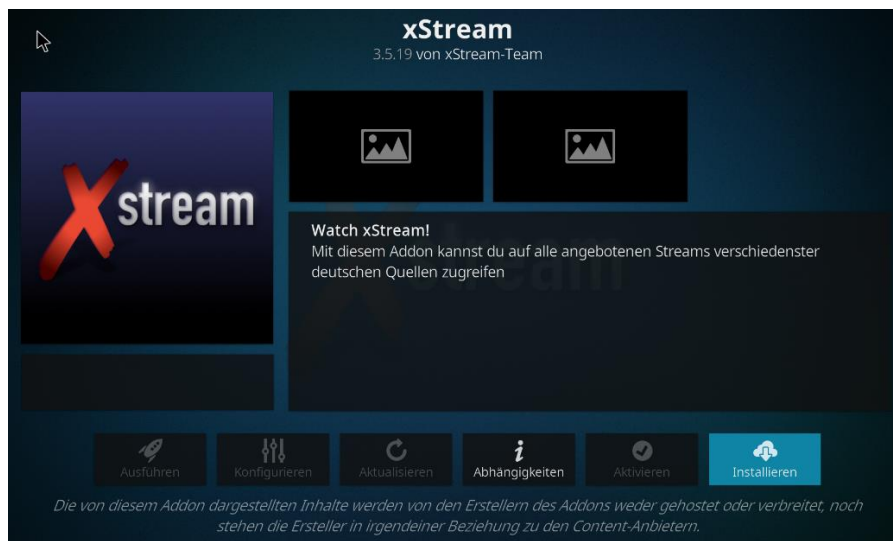 xStream
3.5.19 von xStream-Team
Xstream
Watch xStream!
Mit diesem Addon kannst du auf alle angebotenen Streams verschiedenster
deutschen Quellen zugreifen
Ausführen
Konfigurieren
Aktualisieren
Abhängigkeiten
Aktivieren
Installieren
Die von diesem Addon dargestellten Inhalte werden von den Erstellern des Addons weder gehostet oder verbreitet, noch
stehen die Ersteller in irgendeiner Beziehung zu den Content-Anbietern.